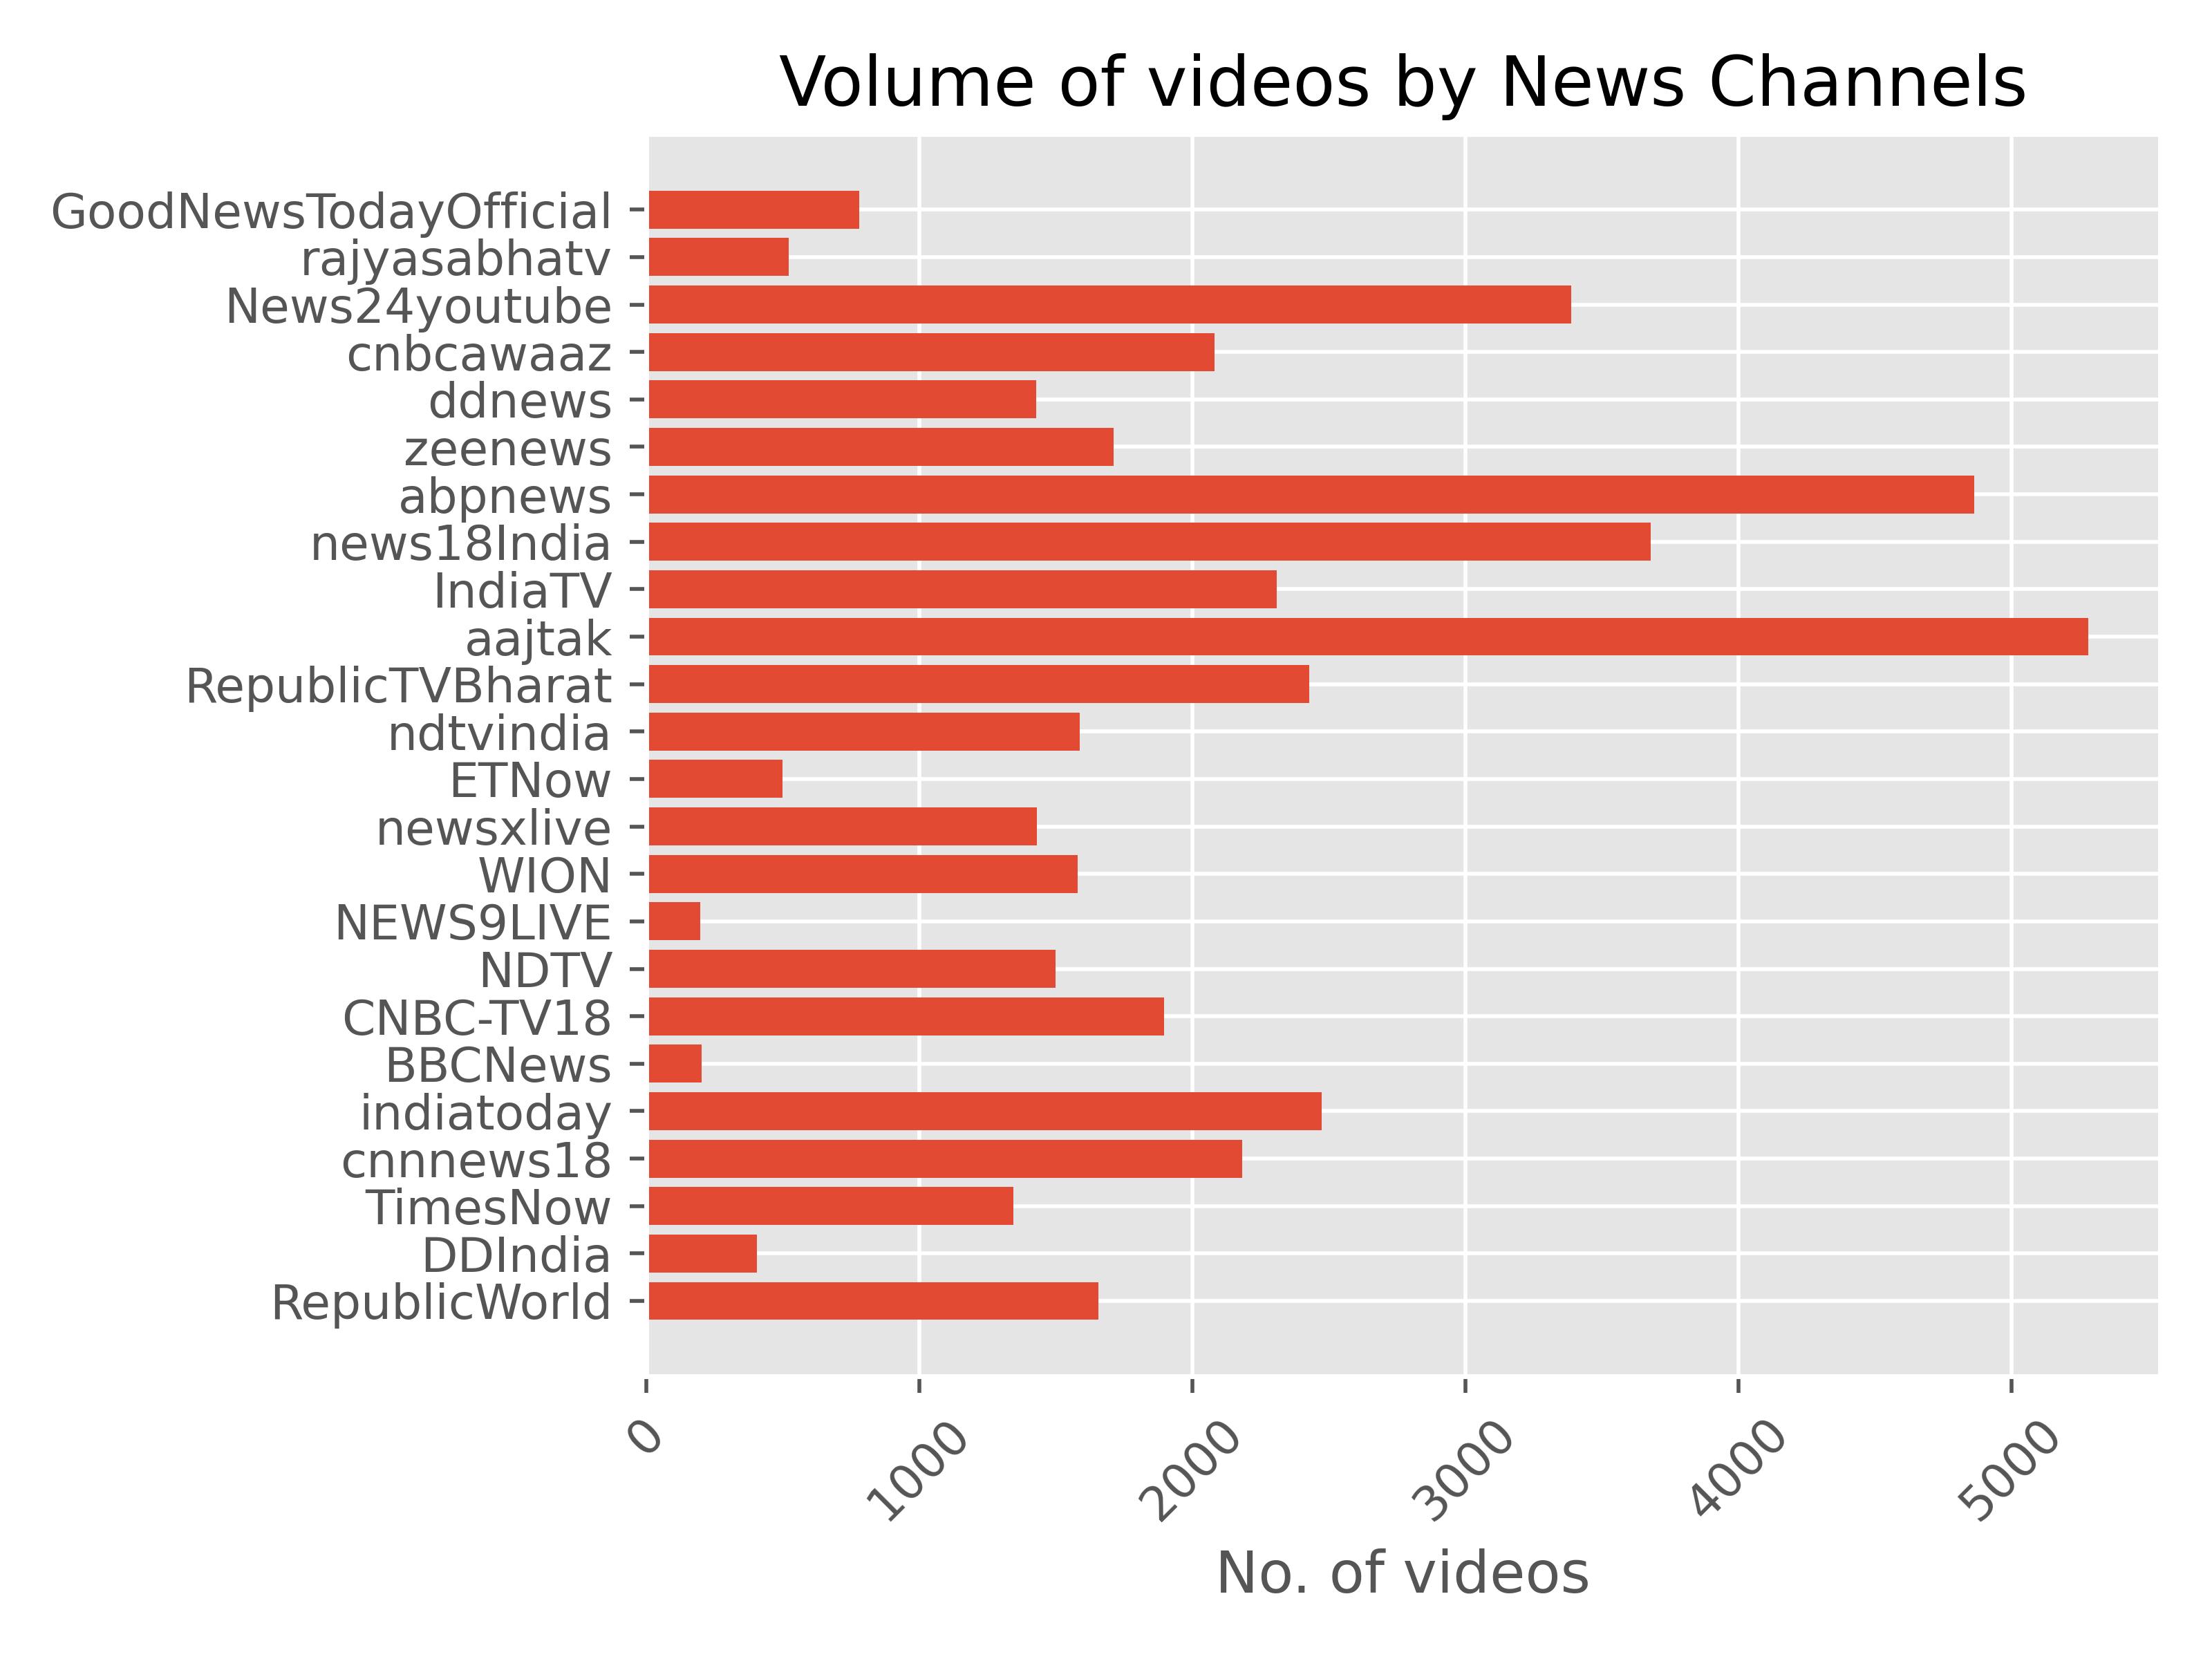 Volume of videos by News Channels
GoodNewsTodayOfficial
rajyasabhatv
News24youtube
cnbcawaaz
ddnews
zeenews
abpnews
news18India
IndiaTV
aajtak
RepublicTVBharat
ndtvindia
ETNow
newsxlive
WION
NEWS9LIVE
NDTV
CNBC-TV18
BBCNews
indiatoday
cnnnews18
TimesNow
DDIndia
RepublicWorld
0 1000 2000 3000 4000 5000
No. of videos